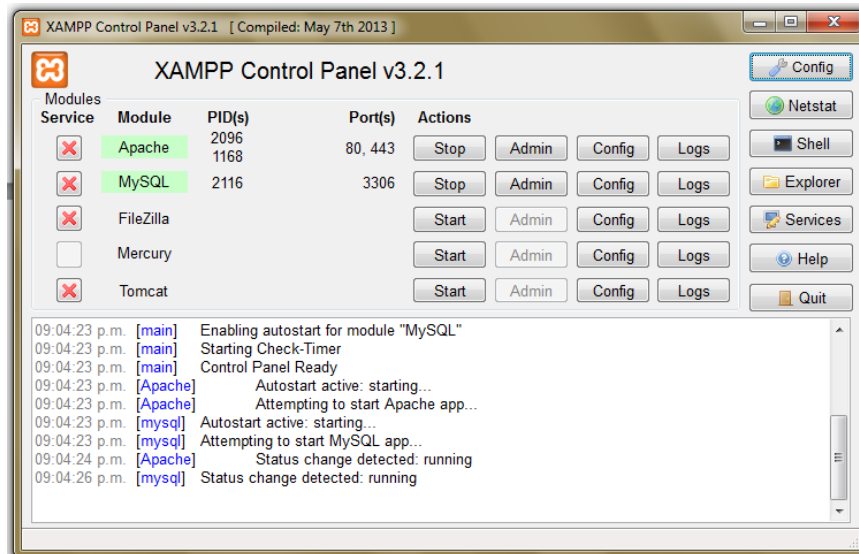 XAMPP Control Panel v3.2.1 [ Compiled: May 7th 2013 ]
XAMPP Control Panel v3.2.1
Config
Modules
Service Module PID(s) Port(s) Actions
Netstat
Apache 2096 1168 80, 443 Stop Admin Config Logs
Shell
MySQL 2116 3306 Stop Admin Config Logs
Explorer
FileZilla Start Admin Config Logs
Services
Mercury Start Admin Config Logs
Help
Tomcat Start Admin Config Logs
Quit
09:04:23 p.m. [main] Enabling autostart for module "MySQL"
09:04:23 p.m. [main] Starting Check-Timer
09:04:23 p.m. [main] Control Panel Ready
09:04:23 p.m. [Apache] Autostart active: starting...
09:04:23 p.m. [Apache] Attempting to start Apache app...
09:04:23 p.m. [mysql] Autostart active: starting...
09:04:23 p.m. [mysql] Attempting to start MySQL app...
09:04:24 p.m. [Apache] Status change detected: running
09:04:26 p.m. [mysql] Status change detected: running